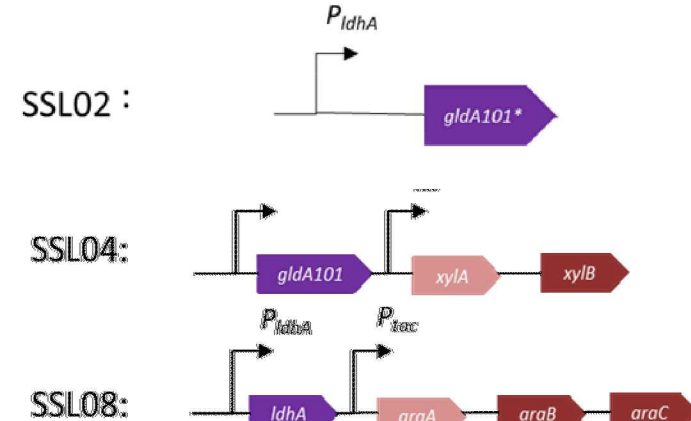 PldhA
SSL02:
gldA101*
SSL04:
gldA101 xylA xylB
PldhA Ptac
SSL08:
ldhA araA araB araC